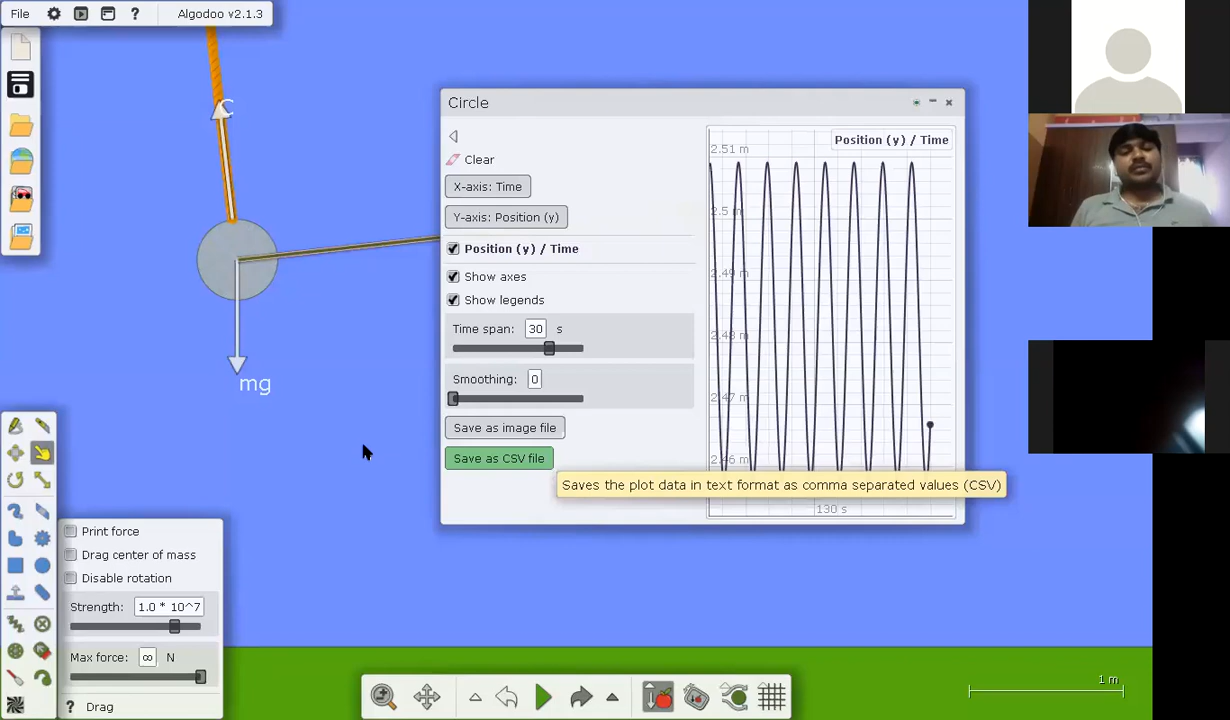 File ? Algodoo v2.1.3
C
mg
Circle
Clear
X-axis: Time
Y-axis: Position (y)
Position (y) / Time
Show axes
Show legends
Time span: 30 s
Smoothing: 0
Save as image file
Save as CSV file
Saves the plot data in text format as comma separated values (CSV)
Position (y) / Time
2.51 m
2.5 m
2.49 m
2.48 m
2.47 m
2.46 m
130 s
Print force
Drag center of mass
Disable rotation
Strength: 1.0 * 10^7
Max force: ∞ N
? Drag
1 m